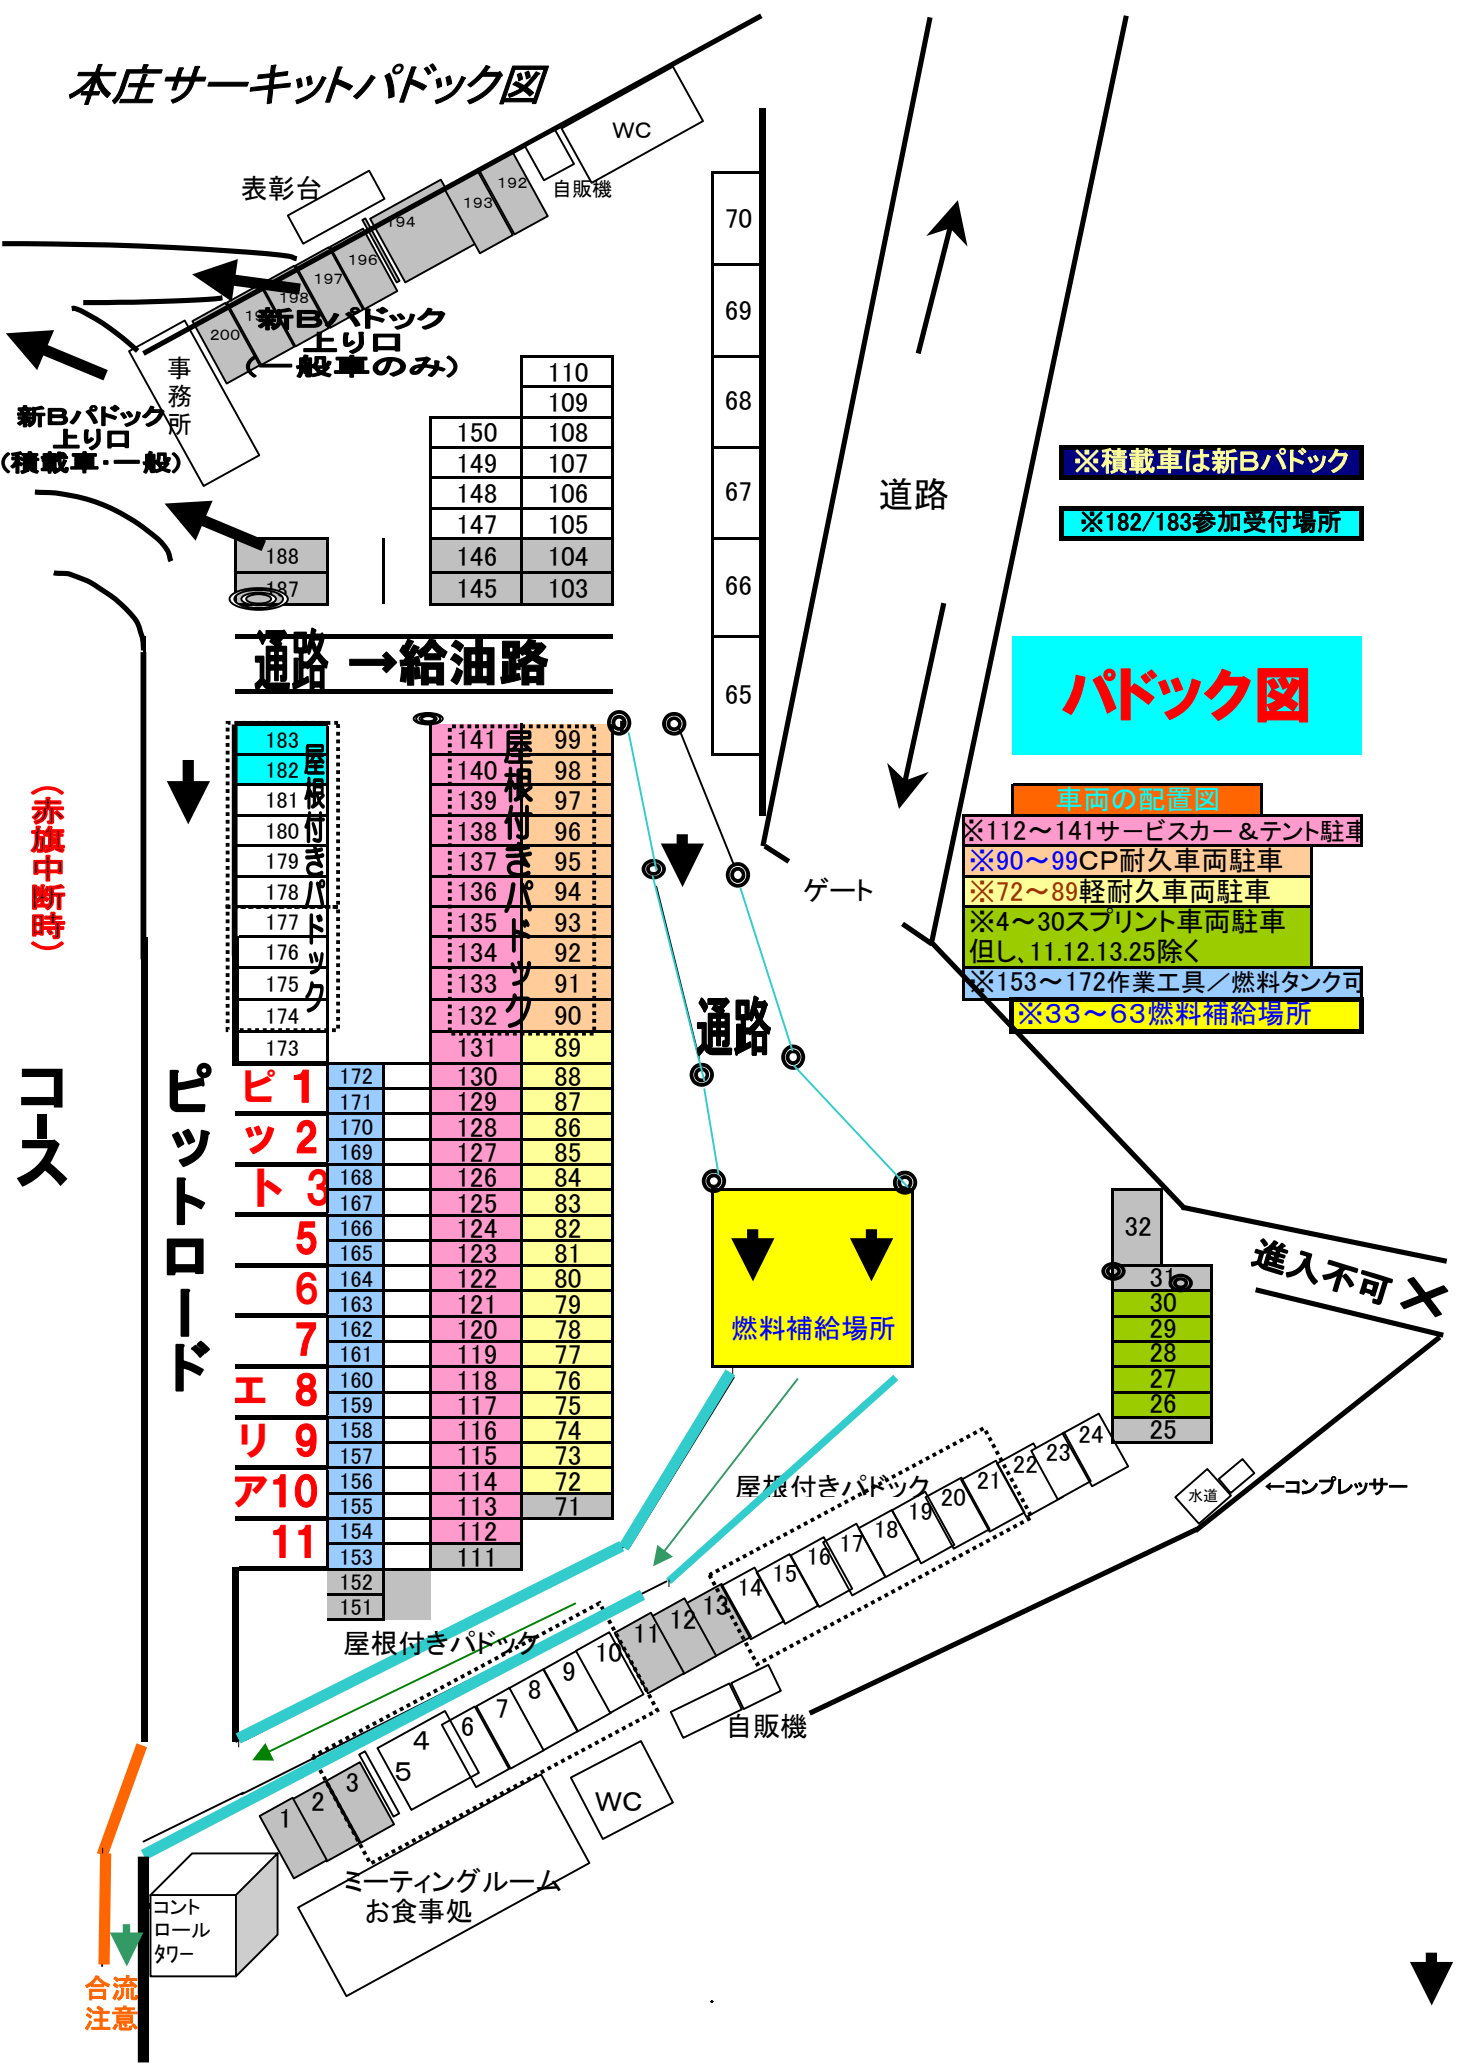 本庄サーキットパドック図
WC
自販機
表彰台
192
193
194
196
197
198
200
新Bパドック
上り口
(一般車のみ)
事
務
所
新Bパドック
上り口
(積載車・一般)
110
109
150 108
149 107
148 106
147 105
188 146 104
187 145 103
通路 →給油路
70
69
68
67
66
65
道路
※積載車は新Bパドック
※182/183参加受付場所
パドック図
車両の配置図
※112～141サービスカー&テント駐車
※90～99CP耐久車両駐車
※72～89軽耐久車両駐車
※4～30スプリント車両駐車
但し、11.12.13.25除く
※153～172作業工具／燃料タンク可
※33～63燃料補給場所
ゲート
通路
(赤旗中断時)
コース
ピットロード
屋根付きパドック
屋根付きパドック
183 141 99
182 140 98
181 139 97
180 138 96
179 137 95
178 136 94
177 135 93
176 134 92
175 133 91
174 132 90
173 131 89
ピ 1 172 130 88
171 129 87
ッ 2 170 128 86
169 127 85
ト 3 168 126 84
167 125 83
5 166 124 82
165 123 81
6 164 122 80
163 121 79
7 162 120 78
161 119 77
エ 8 160 118 76
159 117 75
リ 9 158 116 74
157 115 73
ア10 156 114 72
155 113 71
11 154 112
153 111
152
151
燃料補給場所
進入不可 ×
32
31
30
29
28
27
26
25
24
23
22
21
20
19
18
17
16
15
14
13
12
11
10
9
8
7
6
4
5
3
2
1
屋根付きパドック
屋根付きパドック
水道
←コンプレッサー
自販機
WC
ミーティングルーム
お食事処
コント
ロール
タワー
合流
注意